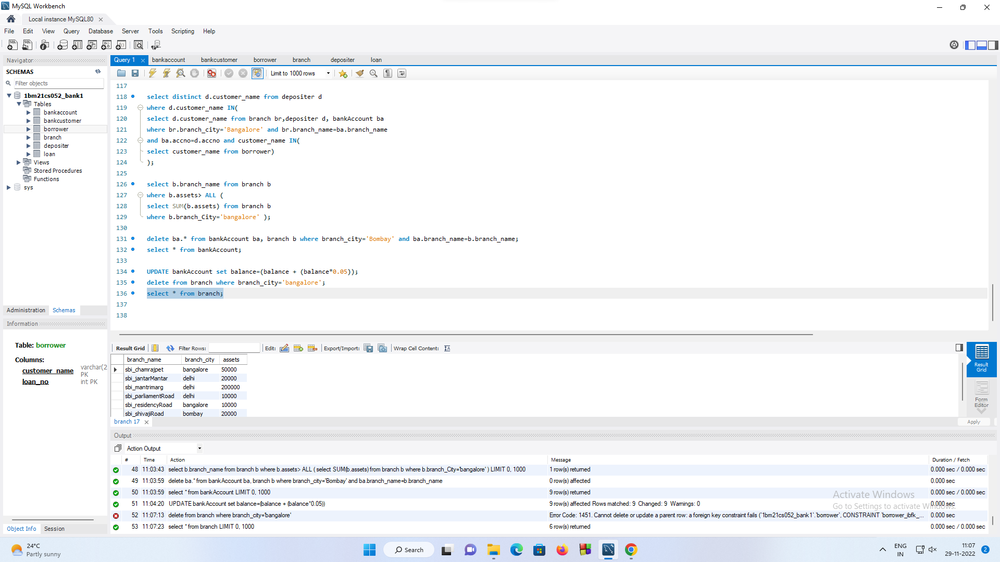 MySQL Workbench
Local instance MySQL80
File Edit View Query Database Server Tools Scripting Help
Navigator
SCHEMAS
Filter objects
1bm21cs052_bank1
Tables
bankaccount
bankcustomer
borrower
branch
depositer
loan
Views
Stored Procedures
Functions
sys
Administration Schemas
Information
Table: borrower
Columns:
customer_name varchar(2
PK
loan_no int PK
Object Info Session
Query 1 bankaccount bankcustomer borrower branch depositer loan
Limit to 1000 rows
117
118 select distinct d.customer_name from depositer d
119 where d.customer_name IN(
120 select d.customer_name from branch br,depositer d, bankAccount ba
121 where br.branch_city='Bangalore' and br.branch_name=ba.branch_name
122 and ba.accno=d.accno and customer_name IN(
123 select customer_name from borrower)
124 );
125
126 select b.branch_name from branch b
127 where b.assets> ALL (
128 select SUM(b.assets) from branch b
129 where b.branch_City='bangalore' );
130
131 delete ba.* from bankAccount ba, branch b where branch_city='Bombay' and ba.branch_name=b.branch_name;
132 select * from bankAccount;
133
134 UPDATE bankAccount set balance=(balance + (balance*0.05));
135 delete from branch where branch_city='bangalore';
136 select * from branch;
137
138
Result Grid Filter Rows: Edit: Export/Import: Wrap Cell Content:
branch_name branch_city assets
sbi_chamrajpet bangalore 50000
sbi_jantarMantar delhi 20000
sbi_mantrimarg delhi 200000
sbi_parliamentRoad delhi 10000
sbi_residencyRoad bangalore 10000
sbi_shivajiRoad bombay 20000
Result
Grid
Form
Editor
branch 17
Apply
Output
Action Output
# Time Action Message Duration / Fetch
48 11:03:43 select b.branch_name from branch b where b.assets> ALL ( select SUM(b.assets) from branch b where b.branch_City='bangalore' ) LIMIT 0, 1000 1 row(s) returned 0.000 sec / 0.000 sec
49 11:03:59 delete ba.* from bankAccount ba, branch b where branch_city='Bombay' and ba.branch_name=b.branch_name 0 row(s) affected 0.000 sec
50 11:03:59 select * from bankAccount LIMIT 0, 1000 9 row(s) returned 0.000 sec / 0.000 sec
51 11:04:20 UPDATE bankAccount set balance=(balance + (balance*0.05)) 9 row(s) affected Rows matched: 9 Changed: 9 Warnings: 0 0.000 sec
52 11:07:13 delete from branch where branch_city='bangalore' Error Code: 1451. Cannot delete or update a parent row: a foreign key constraint fails (`1bm21cs052_bank1`.`borrower`, CONSTRAINT `borrower_ibfk_... 0.000 sec
53 11:07:23 select * from branch LIMIT 0, 1000 6 row(s) returned 0.000 sec / 0.000 sec
Activate Windows
Go to Settings to activate Windows.
24°C
Partly sunny
Search
ENG
IN
11:07
29-11-2022
2